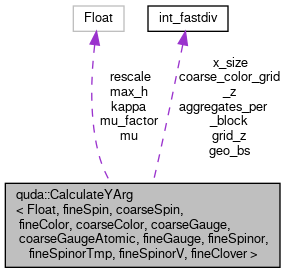 Float
int_fastdiv
rescale
max_h
kappa
mu_factor
mu
x_size
coarse_color_grid
_z
aggregates_per
_block
grid_z
geo_bs
quda::CalculateYArg
< Float, fineSpin, coarseSpin,
fineColor, coarseColor, coarseGauge,
coarseGaugeAtomic, fineGauge, fineSpinor,
fineSpinorTmp, fineSpinorV, fineClover >